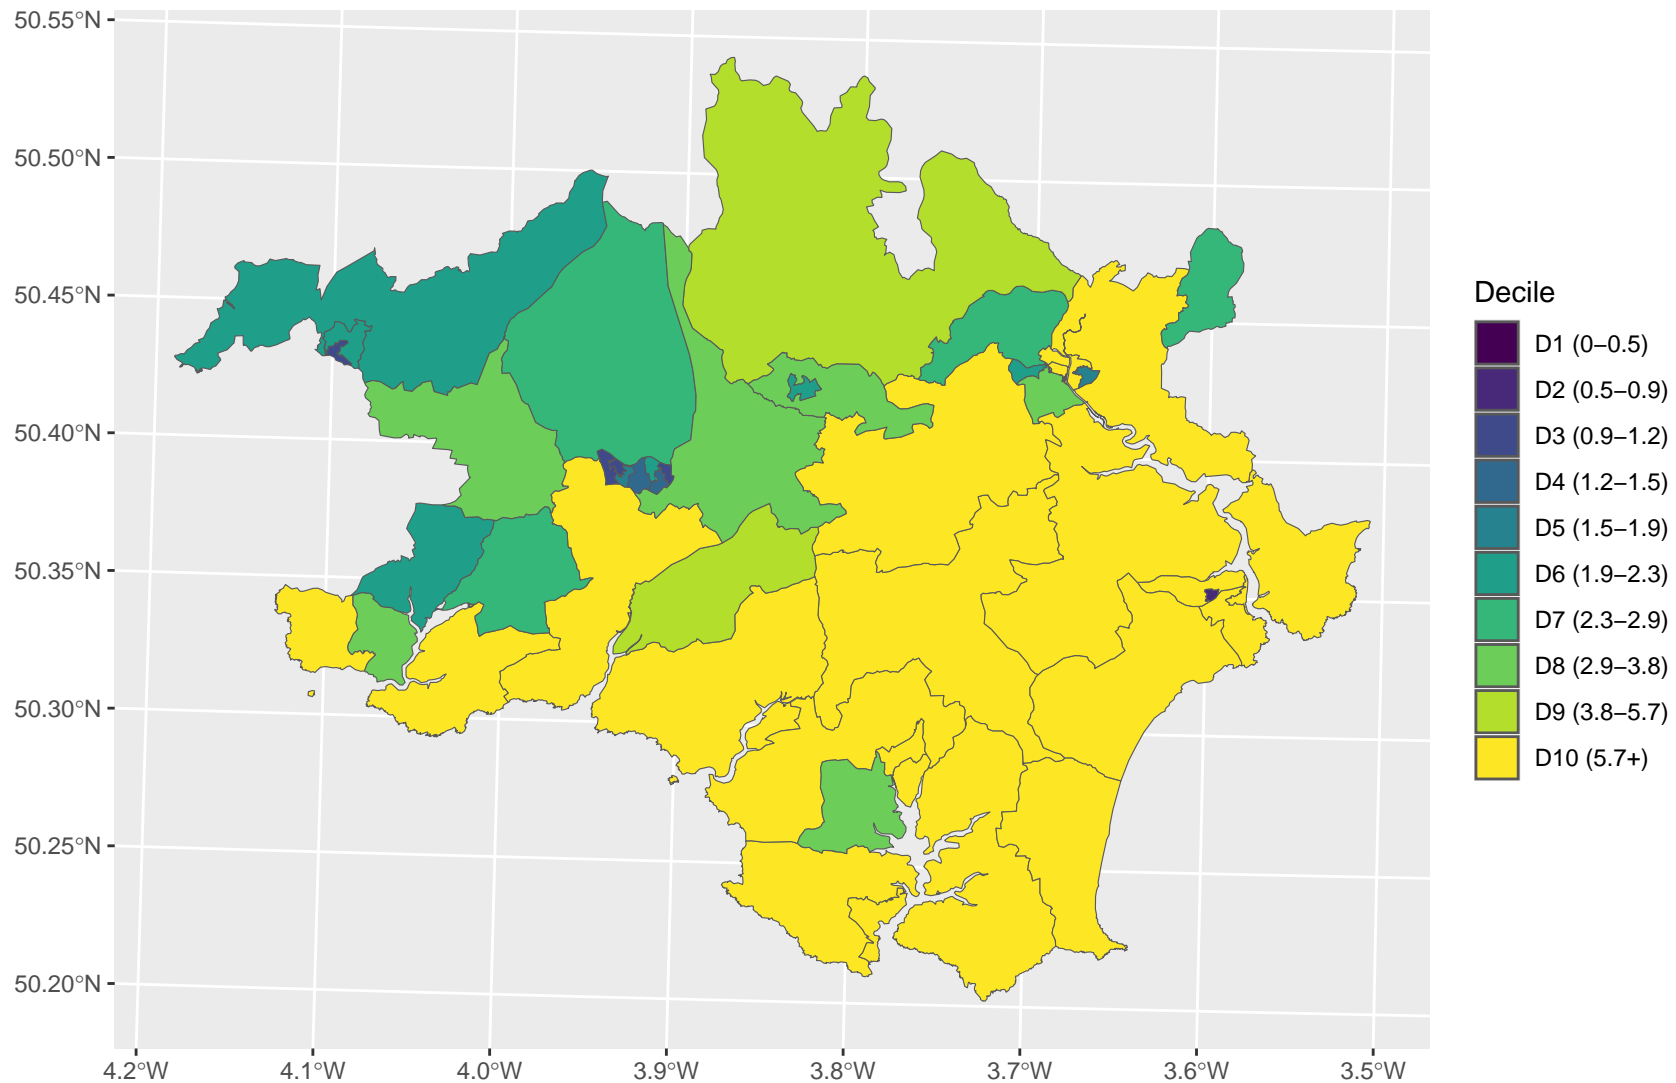 50.55°N
50.50°N
50.45°N
50.40°N
50.35°N
50.30°N
50.25°N
50.20°N
4.2°W 4.1°W 4.0°W 3.9°W 3.8°W 3.7°W 3.6°W 3.5°W
Decile
D1 (0−0.5)
D2 (0.5−0.9)
D3 (0.9−1.2)
D4 (1.2−1.5)
D5 (1.5−1.9)
D6 (1.9−2.3)
D7 (2.3−2.9)
D8 (2.9−3.8)
D9 (3.8−5.7)
D10 (5.7+)